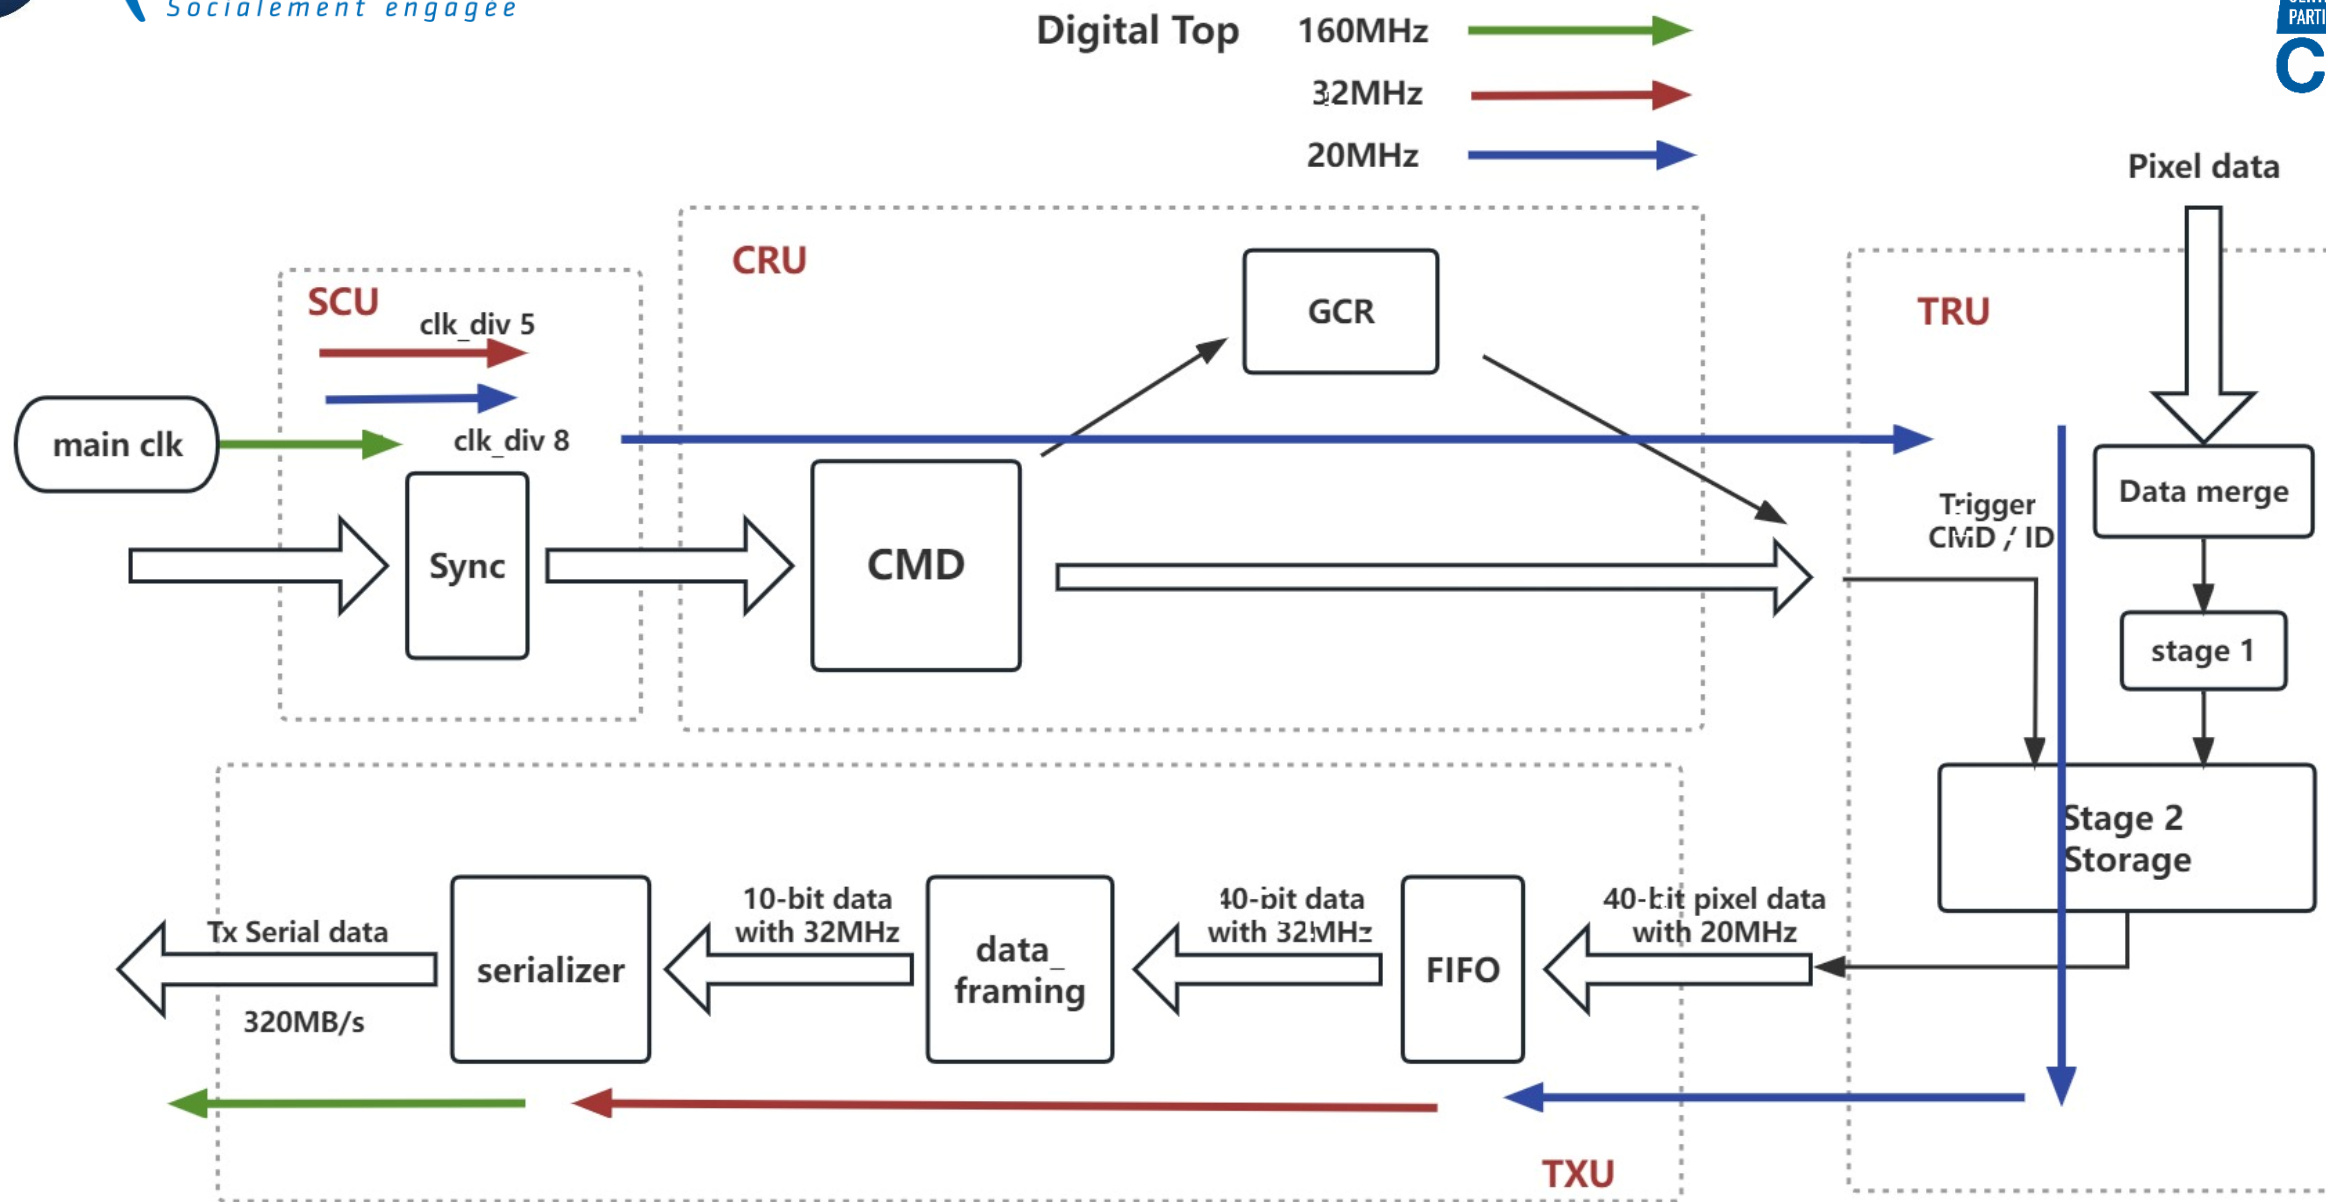 Socialement engagée
Digital Top
160MHz
32MHz
20MHz
PARTI
C
Pixel data
CRU
GCR
SCU
clk_div 5
TRU
main clk
clk_div 8
Data merge
Trigger
CMD / ID
Sync
CMD
stage 1
Stage 2
Storage
Tx Serial data
320MB/s
serializer
10-bit data
with 32MHz
data_
framing
40-bit data
with 32MHz
FIFO
40-bit pixel data
with 20MHz
TXU